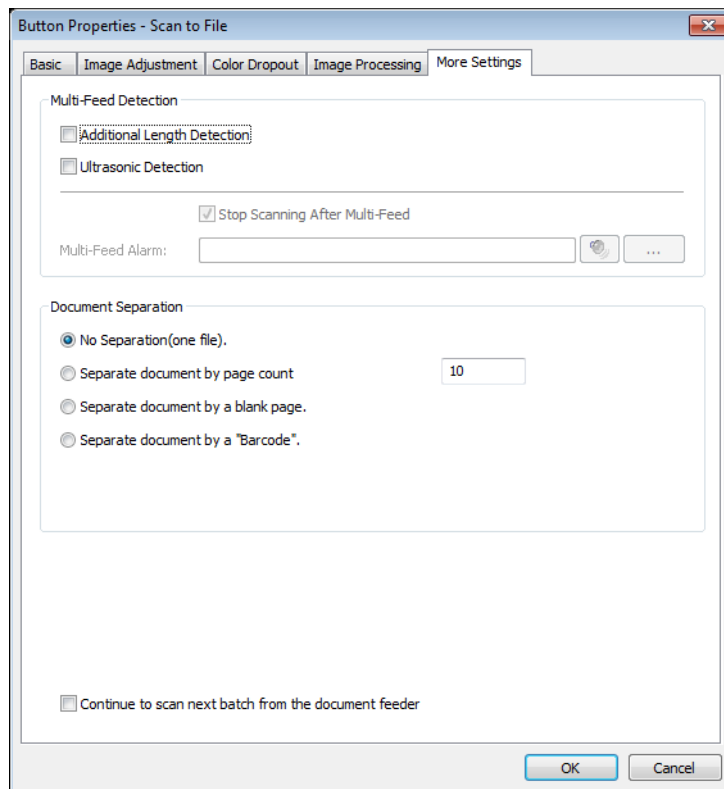 Button Properties - Scan to File
Basic Image Adjustment Color Dropout Image Processing More Settings
Multi-Feed Detection
Additional Length Detection
Ultrasonic Detection
Stop Scanning After Multi-Feed
Multi-Feed Alarm: ...
Document Separation
No Separation(one file).
Separate document by page count 10
Separate document by a blank page.
Separate document by a "Barcode".
Continue to scan next batch from the document feeder
OK Cancel